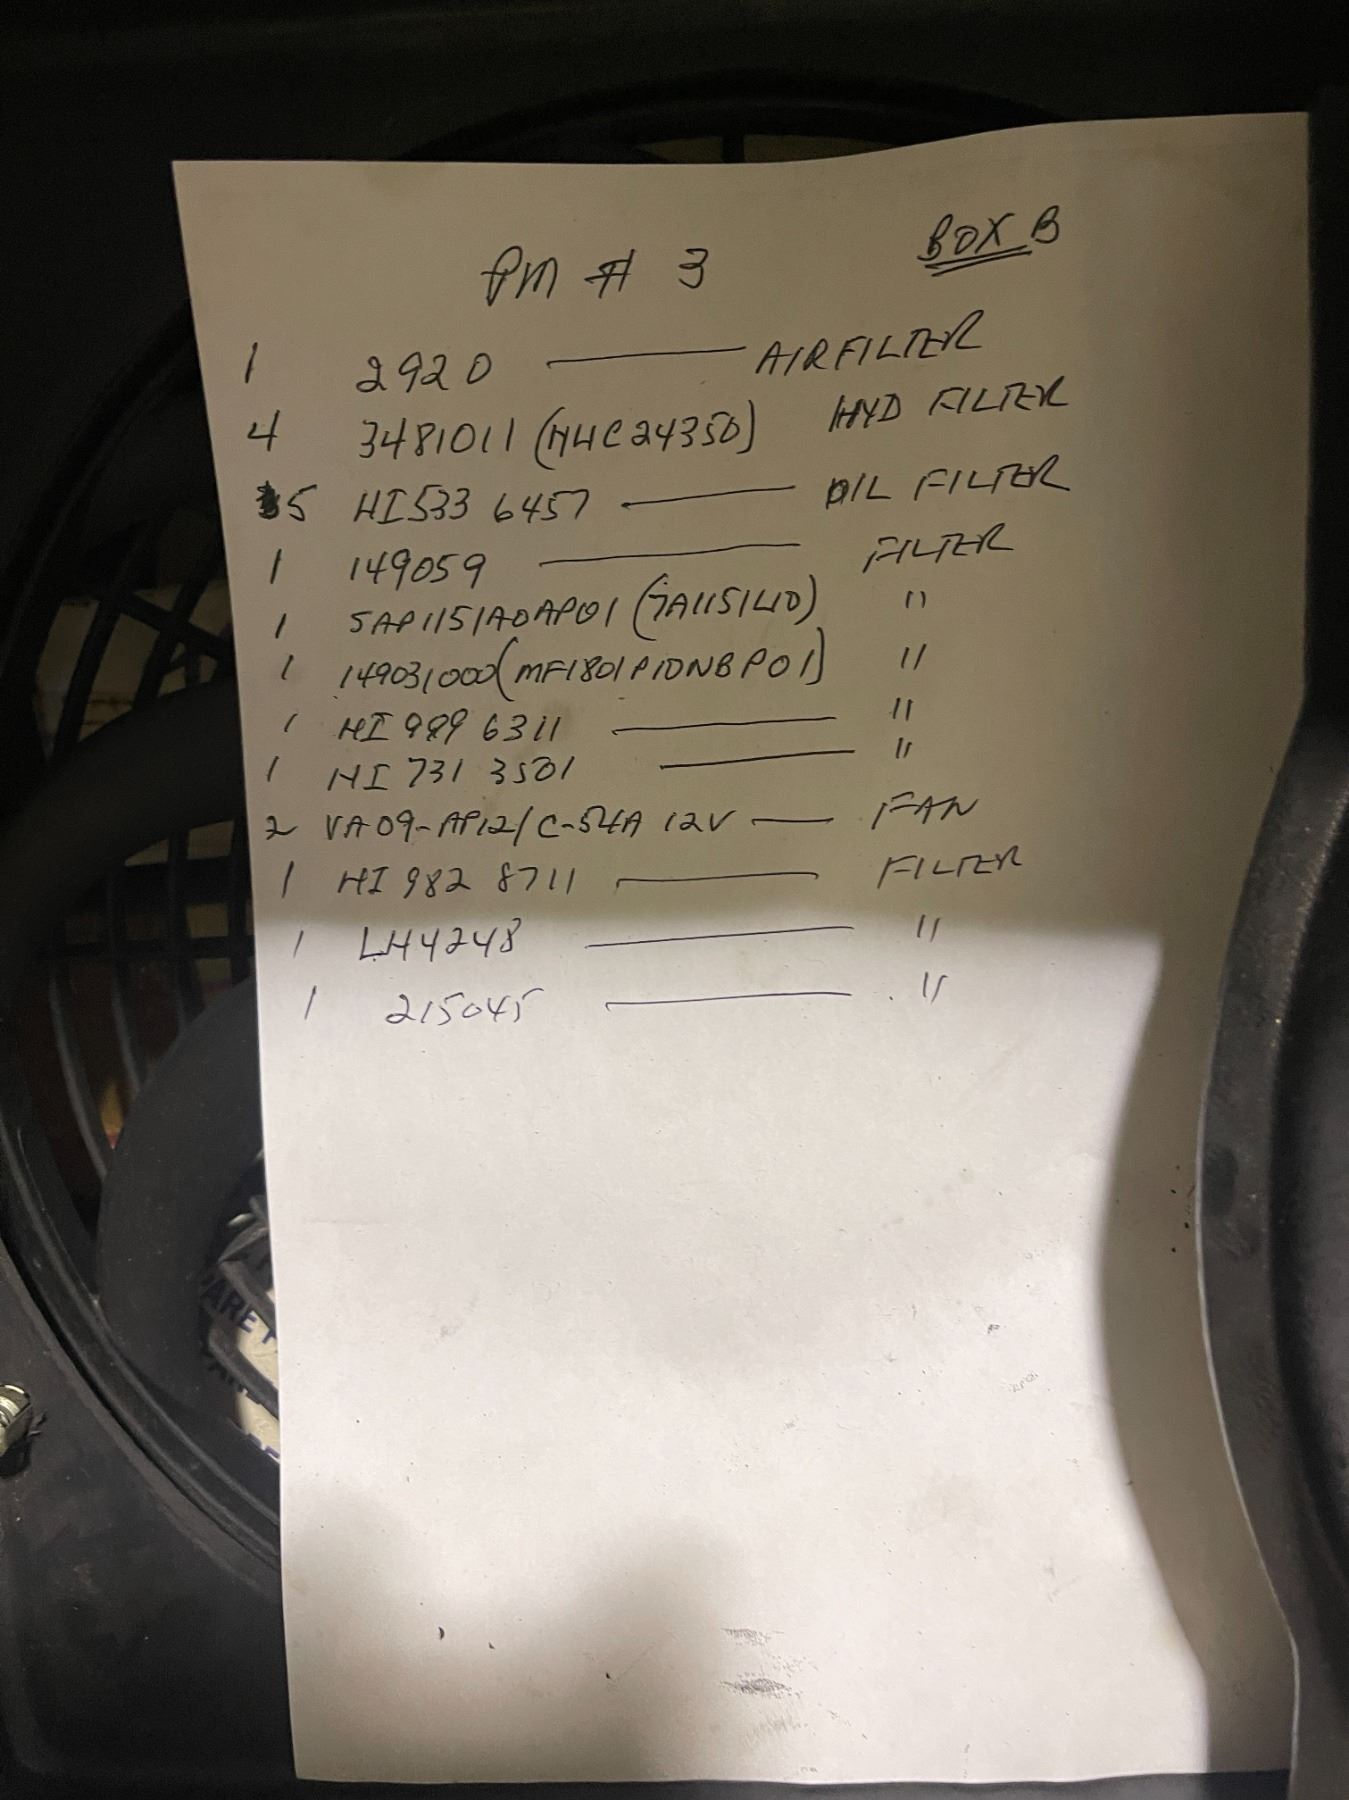 BOX B
PM # 3
1 2920 — AIRFILTER
4 3481011 (HHC24350) HYD FILTER
5 HI533 6457 — OIL FILTER
1 149059 — FILTER
1 SAP1151A0AP01 (7A1151L10) "
1 149031000 (MF1801P10NBP01) "
1 HI 989 6311 — "
1 HI 731 3501 — "
2 VA09-AP12/C-54A 12V — FAN
1 HI 982 8711 — FILTER
1 LH4248 — "
1 215045 — "